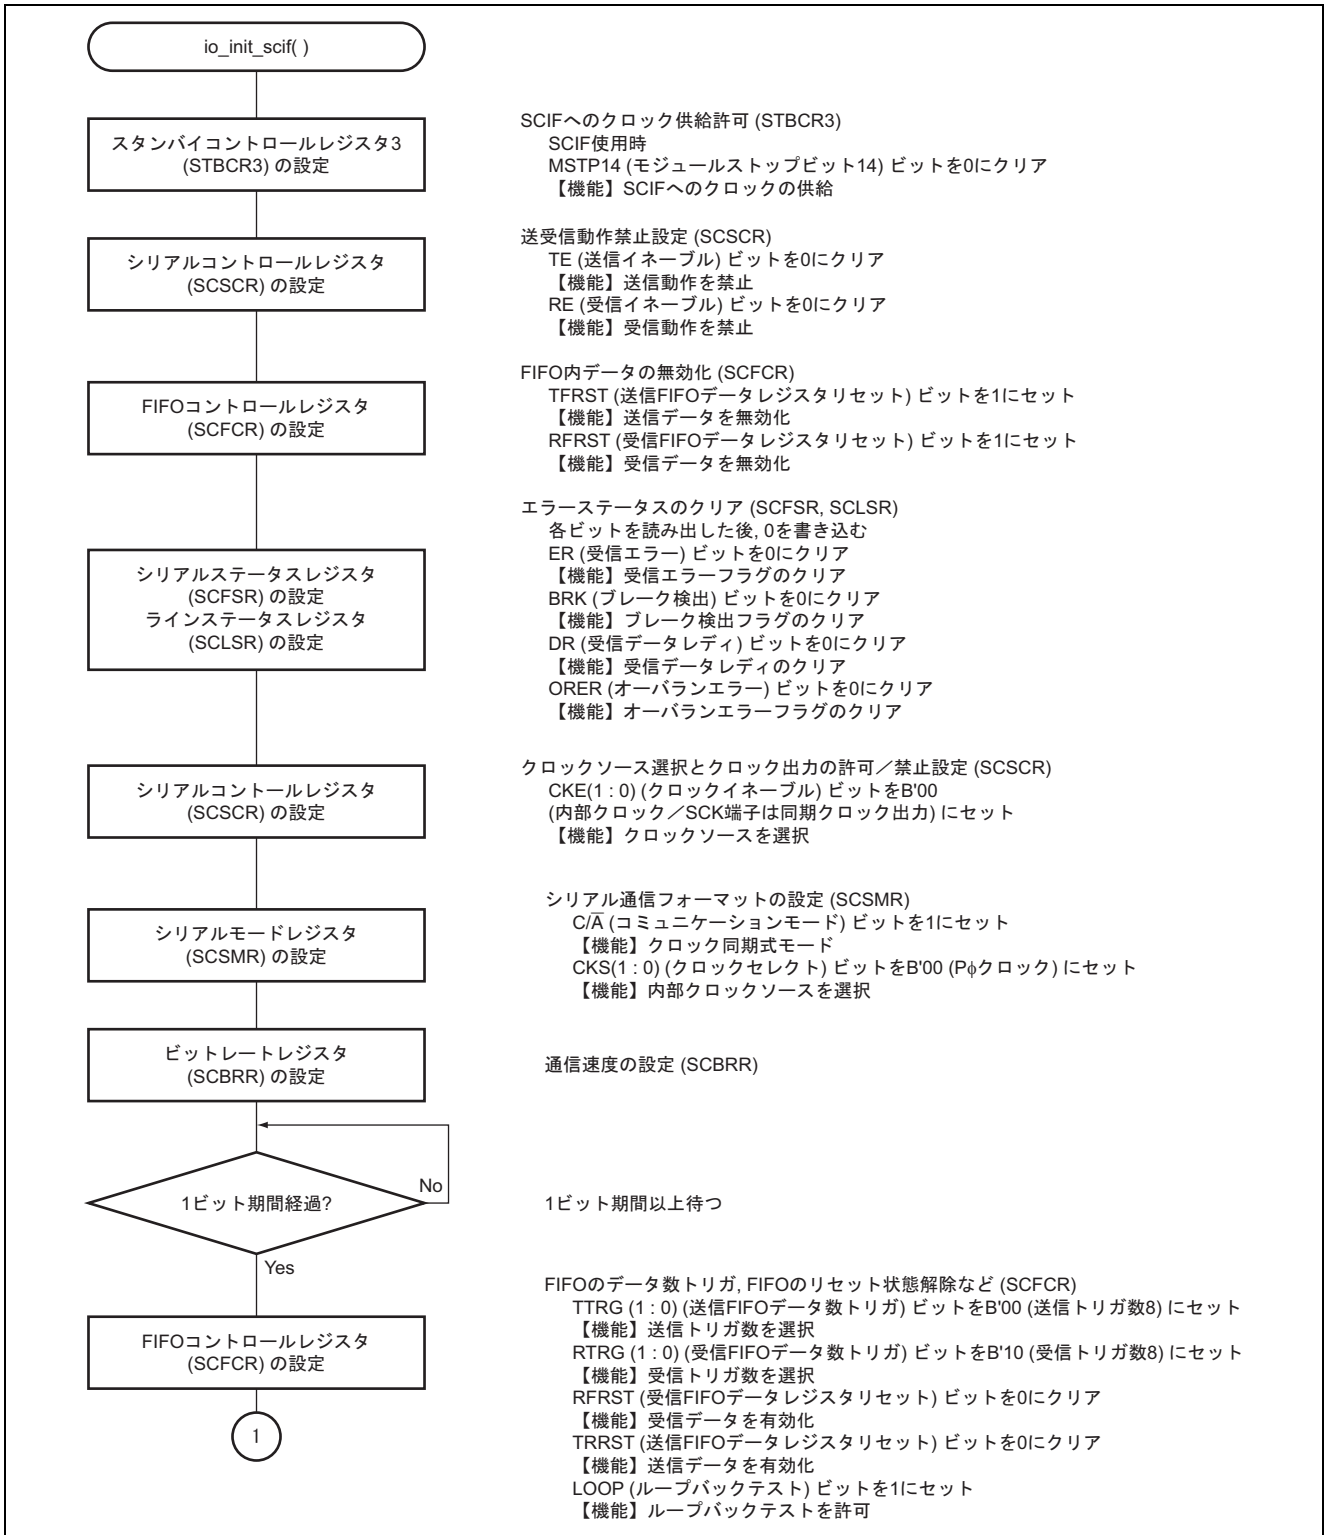 io_init_scif( )
スタンバイコントロールレジスタ3
(STBCR3) の設定
SCIFへのクロック供給許可 (STBCR3)
SCIF使用時
MSTP14 (モジュールストップビット14) ビットを0にクリア
【機能】SCIFへのクロックの供給
シリアルコントロールレジスタ
(SCSCR) の設定
送受信動作禁止設定 (SCSCR)
TE (送信イネーブル) ビットを0にクリア
【機能】送信動作を禁止
RE (受信イネーブル) ビットを0にクリア
【機能】受信動作を禁止
FIFOコントロールレジスタ
(SCFCR) の設定
FIFO内データの無効化 (SCFCR)
TFRST (送信FIFOデータレジスタリセット) ビットを1にセット
【機能】送信データを無効化
RFRST (受信FIFOデータレジスタリセット) ビットを1にセット
【機能】受信データを無効化
シリアルステータスレジスタ
(SCFSR) の設定
ラインステータスレジスタ
(SCLSR) の設定
エラーステータスのクリア (SCFSR, SCLSR)
各ビットを読み出した後, 0を書き込む
ER (受信エラー) ビットを0にクリア
【機能】受信エラーフラグのクリア
BRK (ブレーク検出) ビットを0にクリア
【機能】ブレーク検出フラグのクリア
DR (受信データレディ) ビットを0にクリア
【機能】受信データレディのクリア
ORER (オーバランエラー) ビットを0にクリア
【機能】オーバランエラーフラグのクリア
シリアルコントールレジスタ
(SCSCR) の設定
クロックソース選択とクロック出力の許可／禁止設定 (SCSCR)
CKE(1 : 0) (クロックイネーブル) ビットをB'00
(内部クロック／SCK端子は同期クロック出力) にセット
【機能】クロックソースを選択
シリアルモードレジスタ
(SCSMR) の設定
シリアル通信フォーマットの設定 (SCSMR)
C/A̅ (コミュニケーションモード) ビットを1にセット
【機能】クロック同期式モード
CKS(1 : 0) (クロックセレクト) ビットをB'00 (Pφクロック) にセット
【機能】内部クロックソースを選択
ビットレートレジスタ
(SCBRR) の設定
通信速度の設定 (SCBRR)
1ビット期間経過?
No
1ビット期間以上待つ
Yes
FIFOコントロールレジスタ
(SCFCR) の設定
FIFOのデータ数トリガ, FIFOのリセット状態解除など (SCFCR)
TTRG (1 : 0) (送信FIFOデータ数トリガ) ビットをB'00 (送信トリガ数8) にセット
【機能】送信トリガ数を選択
RTRG (1 : 0) (受信FIFOデータ数トリガ) ビットをB'10 (受信トリガ数8) にセット
【機能】受信トリガ数を選択
RFRST (受信FIFOデータレジスタリセット) ビットを0にクリア
【機能】受信データを有効化
TRRST (送信FIFOデータレジスタリセット) ビットを0にクリア
【機能】送信データを有効化
LOOP (ループバックテスト) ビットを1にセット
【機能】ループバックテストを許可
1